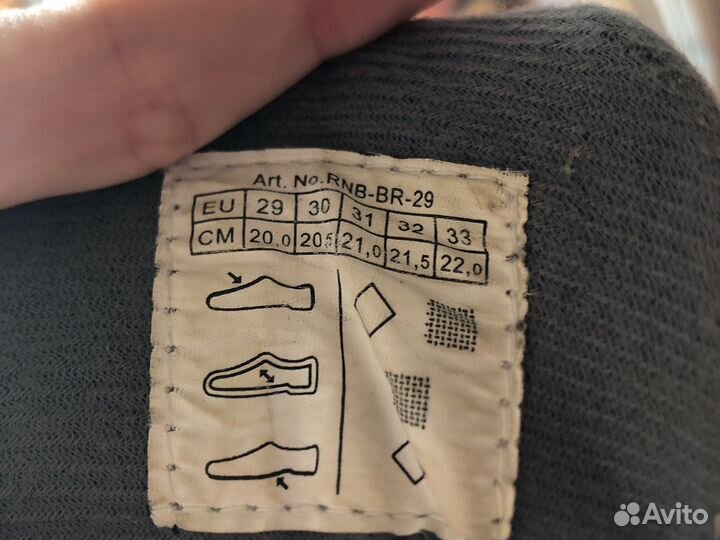 Art. No.RNB-BR-29
EU 29 30 31 32 33
CM 20,0 20,5 21,0 21,5 22,0
Avito